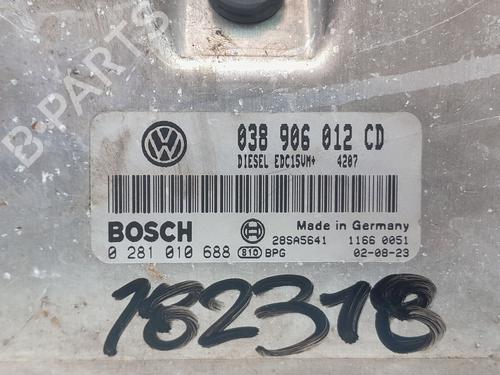 B-PARTS
038 906 012 CD
DIESEL EDC15VM+ 4287
BOSCH
Made in Germany
0 281 010 688
28SA5641 1166 0051
810 BPG 02-08-23
182318